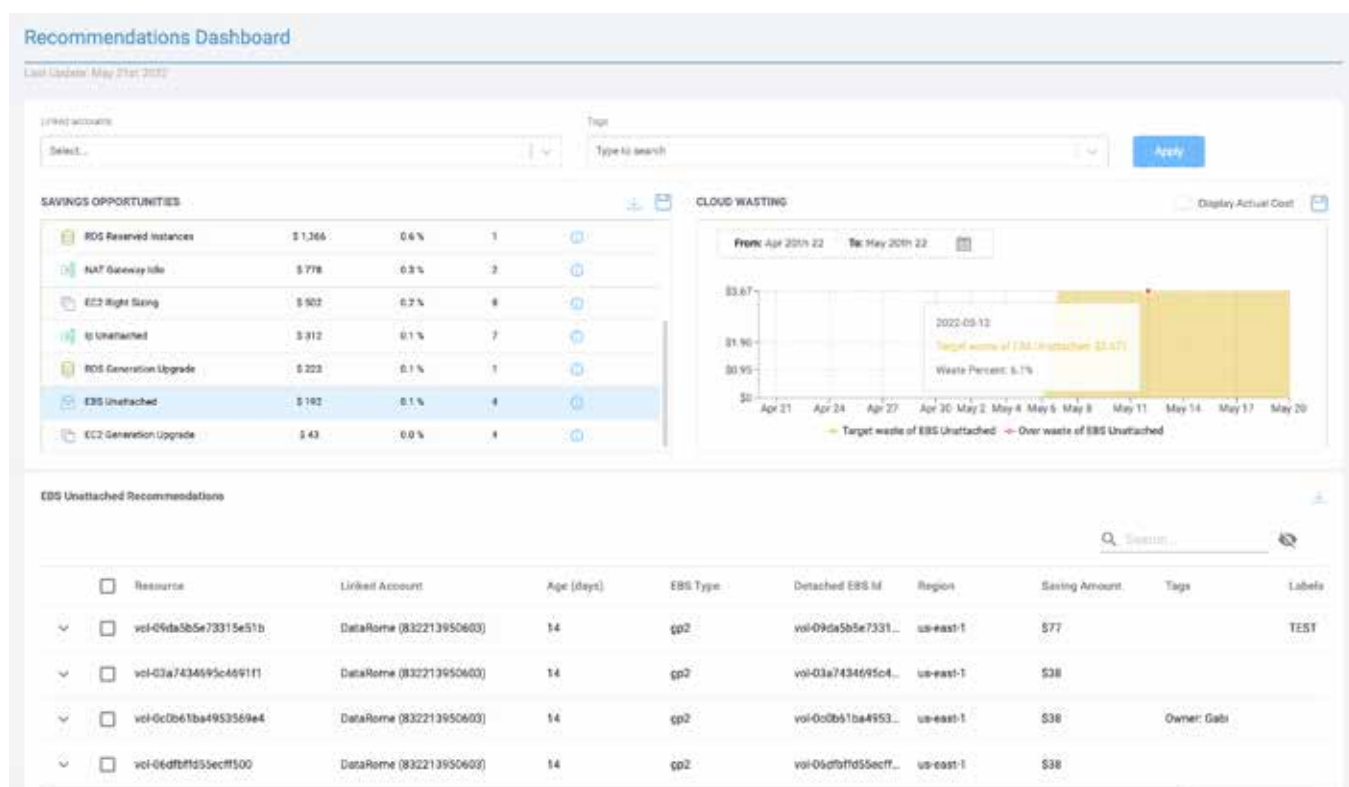 Recommendations Dashboard
Last Update: May 21st 2022
Linked accounts
Tags
Select...
Type to search
Apply
SAVINGS OPPORTUNITIES
RDS Reserved Instances $ 1,366 0.6 % 1
NAT Gateway Idle $ 778 0.3 % 2
EC2 Right Sizing $ 502 0.2 % 8
Ip Unattached $ 312 0.1 % 7
RDS Generation Upgrade $ 223 0.1 % 1
EBS Unattached $ 192 0.1 % 4
EC2 Generation Upgrade $ 43 0.0 % 4
CLOUD WASTING
Display Actual Cost
From: Apr 20th 22 To: May 20th 22
$3.67
$1.90
$0.95
$0
2022-05-12
Target waste of EBS Unattached: $3.671
Waste Percent: 6.1%
Apr 21 Apr 24 Apr 27 Apr 30 May 2 May 4 May 6 May 8 May 11 May 14 May 17 May 20
Target waste of EBS Unattached Over waste of EBS Unattached
EBS Unattached Recommendations
Search...
Resource Linked Account Age (days) EBS Type Detached EBS Id Region Saving Amount Tags Labels
vol-09da5b5e73315e51b DataRome (832213950603) 14 gp2 vol-09da5b5e7331... us-east-1 $77 TEST
vol-03a7434695c4691f1 DataRome (832213950603) 14 gp2 vol-03a7434695c4... us-east-1 $38
vol-0c0b61ba4953569e4 DataRome (832213950603) 14 gp2 vol-0c0b61ba4953... us-east-1 $38 Owner: Gabi
vol-06dfbffd55ecff500 DataRome (832213950603) 14 gp2 vol-06dfbffd55ecff... us-east-1 $38